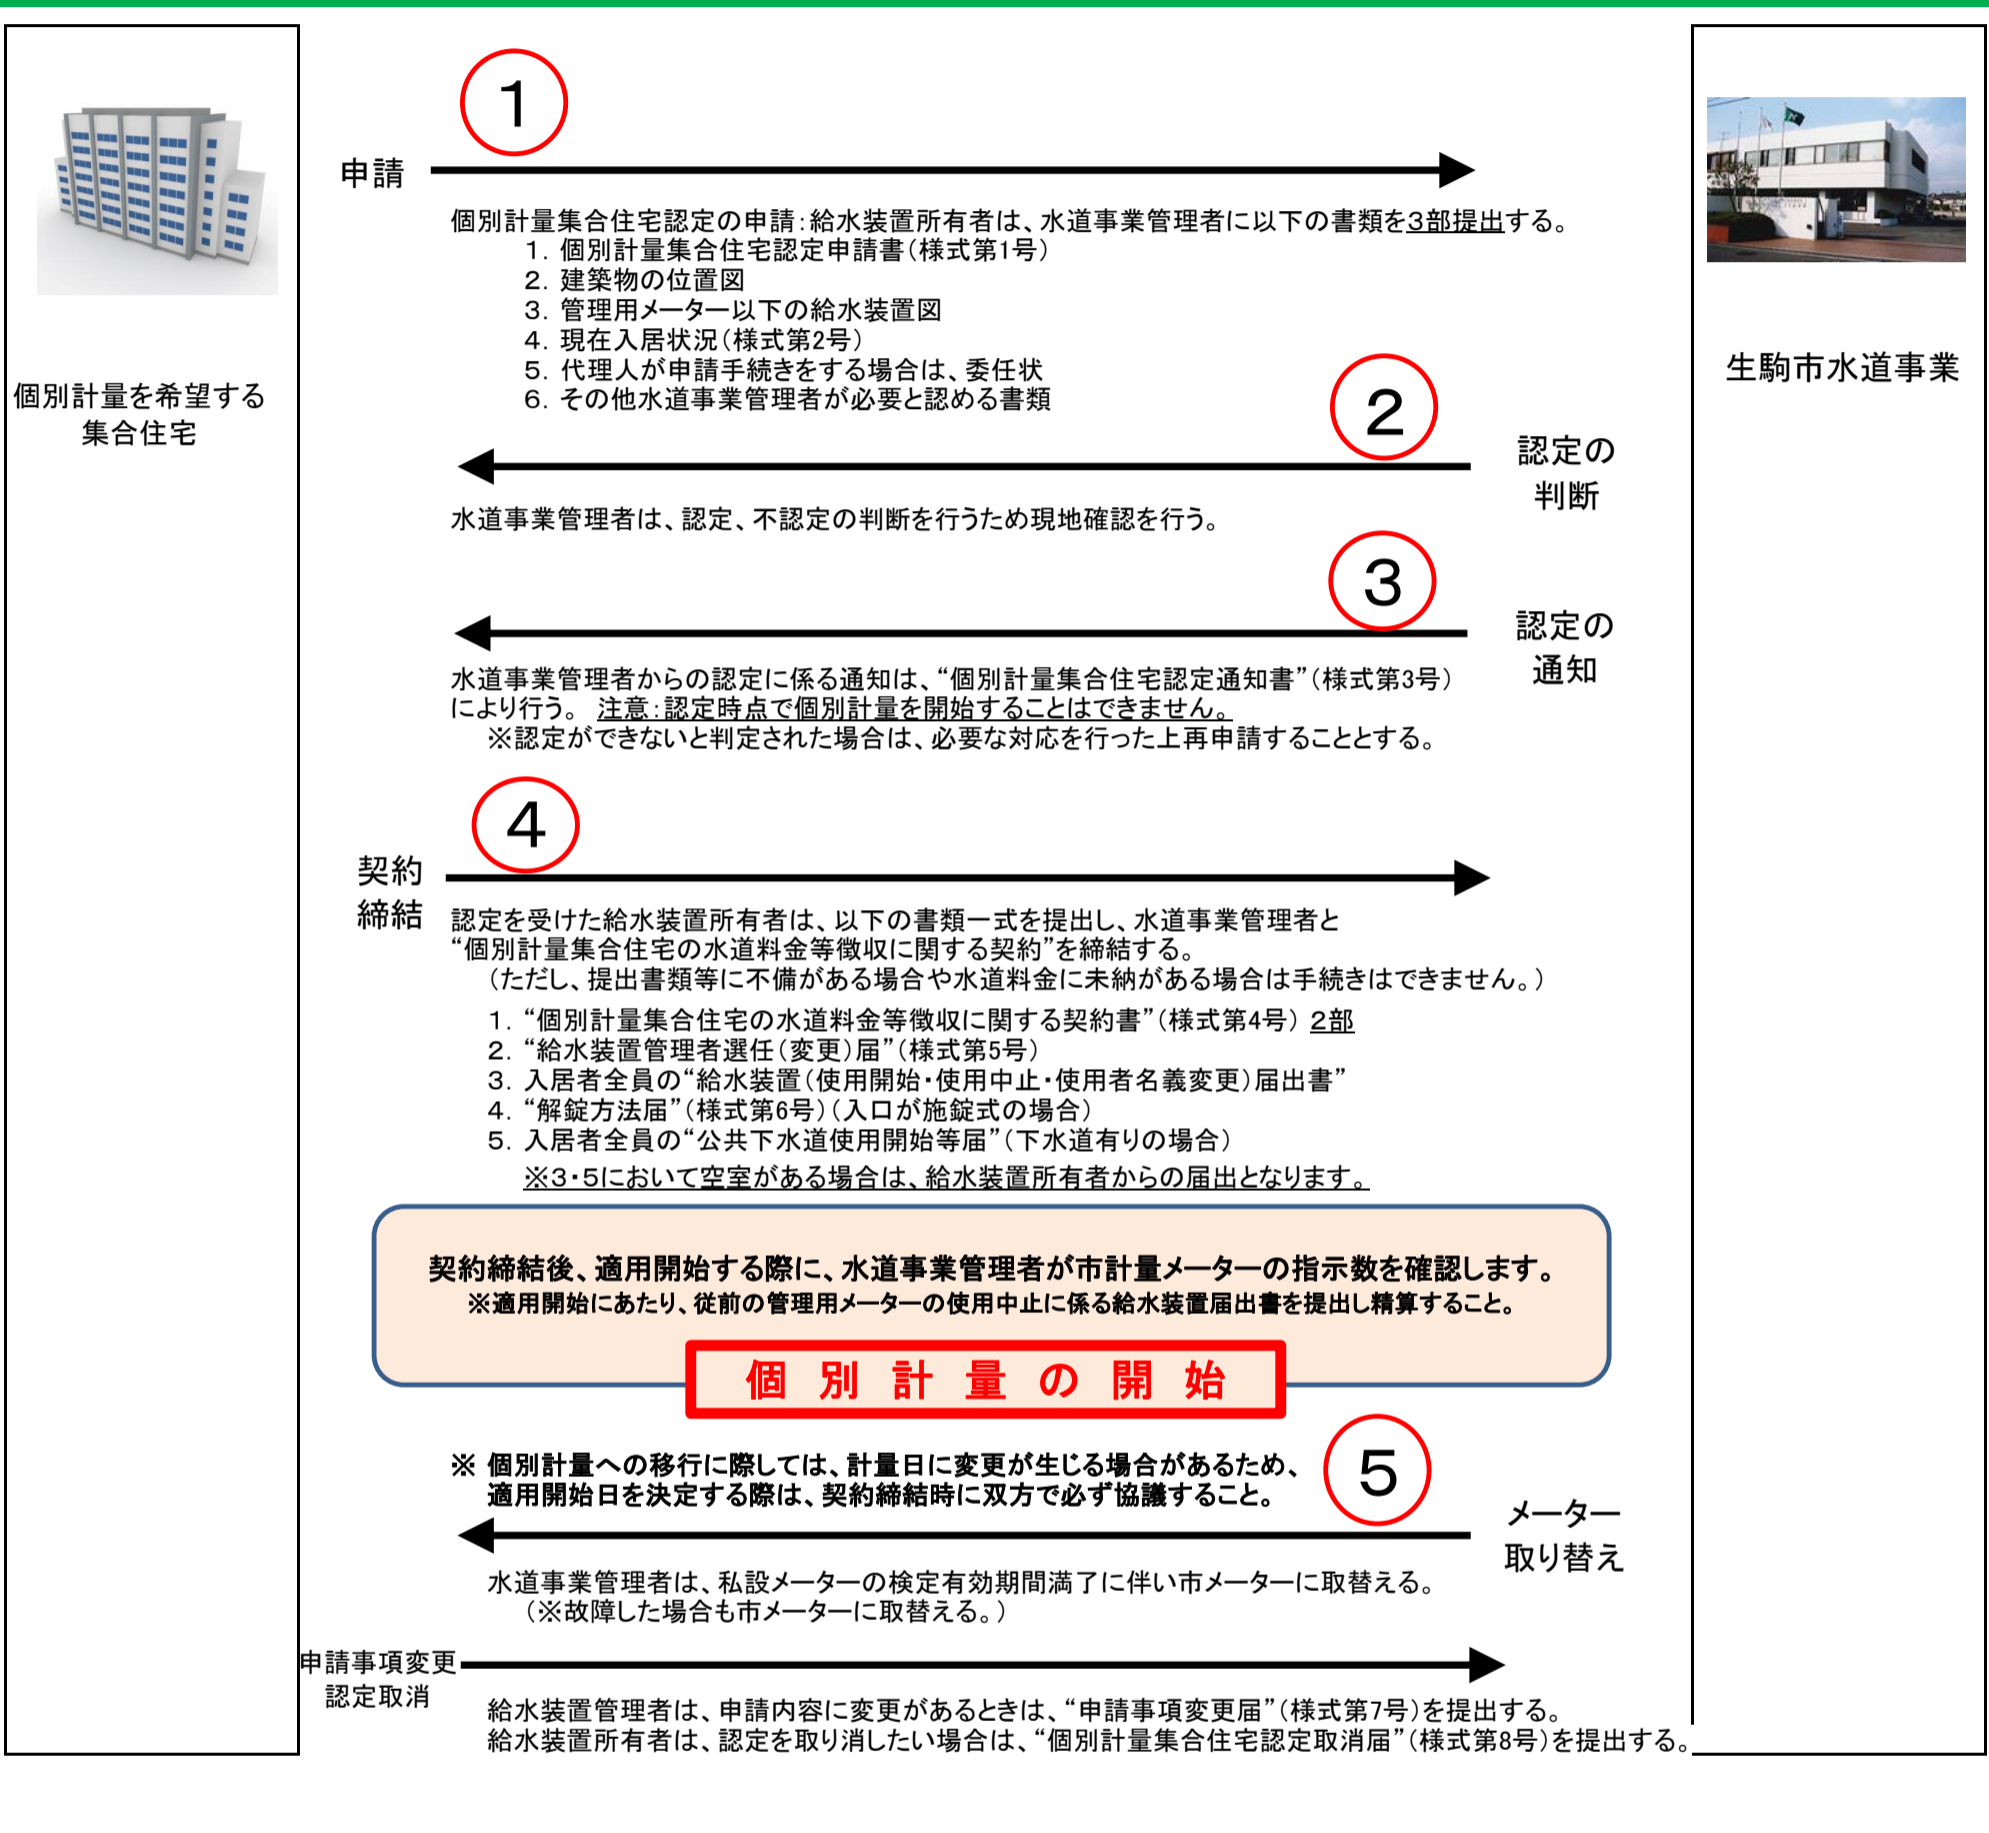 個別計量を希望する
集合住宅
生駒市水道事業
1
申請
個別計量集合住宅認定の申請：給水装置所有者は、水道事業管理者に以下の書類を３部提出する。
１．個別計量集合住宅認定申請書（様式第1号）
２．建築物の位置図
３．管理用メーター以下の給水装置図
４．現在入居状況（様式第2号）
５．代理人が申請手続きをする場合は、委任状
６．その他水道事業管理者が必要と認める書類
2
認定の
判断
水道事業管理者は、認定、不認定の判断を行うため現地確認を行う。
3
認定の
通知
水道事業管理者からの認定に係る通知は、“個別計量集合住宅認定通知書”（様式第3号）
により行う。 注意：認定時点で個別計量を開始することはできません。
※認定ができないと判定された場合は、必要な対応を行った上再申請することとする。
4
契約
締結
認定を受けた給水装置所有者は、以下の書類一式を提出し、水道事業管理者と
“個別計量集合住宅の水道料金等徴収に関する契約”を締結する。
（ただし、提出書類等に不備がある場合や水道料金に未納がある場合は手続きはできません。）
１．“個別計量集合住宅の水道料金等徴収に関する契約書”（様式第4号） ２部
２．“給水装置管理者選任（変更）届”（様式第5号）
３．入居者全員の“給水装置（使用開始・使用中止・使用者名義変更）届出書”
４．“解錠方法届”（様式第6号）（入口が施錠式の場合）
５．入居者全員の“公共下水道使用開始等届”（下水道有りの場合）
※３・５において空室がある場合は、給水装置所有者からの届出となります。
契約締結後、適用開始する際に、水道事業管理者が市計量メーターの指示数を確認します。
※適用開始にあたり、従前の管理用メーターの使用中止に係る給水装置届出書を提出し精算すること。
個別計量の開始
※ 個別計量への移行に際しては、計量日に変更が生じる場合があるため、
適用開始日を決定する際は、契約締結時に双方で必ず協議すること。
5
メーター
取り替え
水道事業管理者は、私設メーターの検定有効期間満了に伴い市メーターに取替える。
（※故障した場合も市メーターに取替える。）
申請事項変更
認定取消
給水装置管理者は、申請内容に変更があるときは、“申請事項変更届”（様式第7号）を提出する。
給水装置所有者は、認定を取り消したい場合は、“個別計量集合住宅認定取消届”（様式第8号）を提出する。